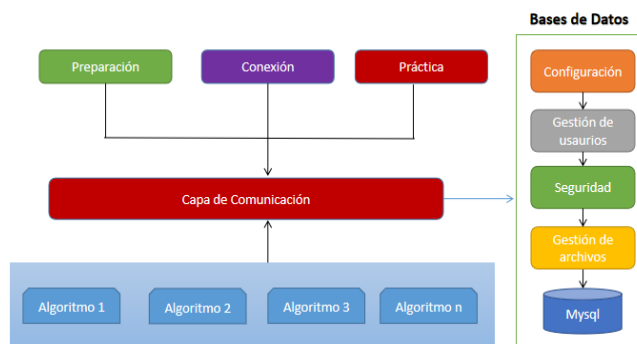 Bases de Datos
Preparación
Conexión
Práctica
Configuración
Gestión de
usaurios
Capa de Comunicación
Seguridad
Gestión de
archivos
Algoritmo 1
Algoritmo 2
Algoritmo 3
Algoritmo n
Mysql